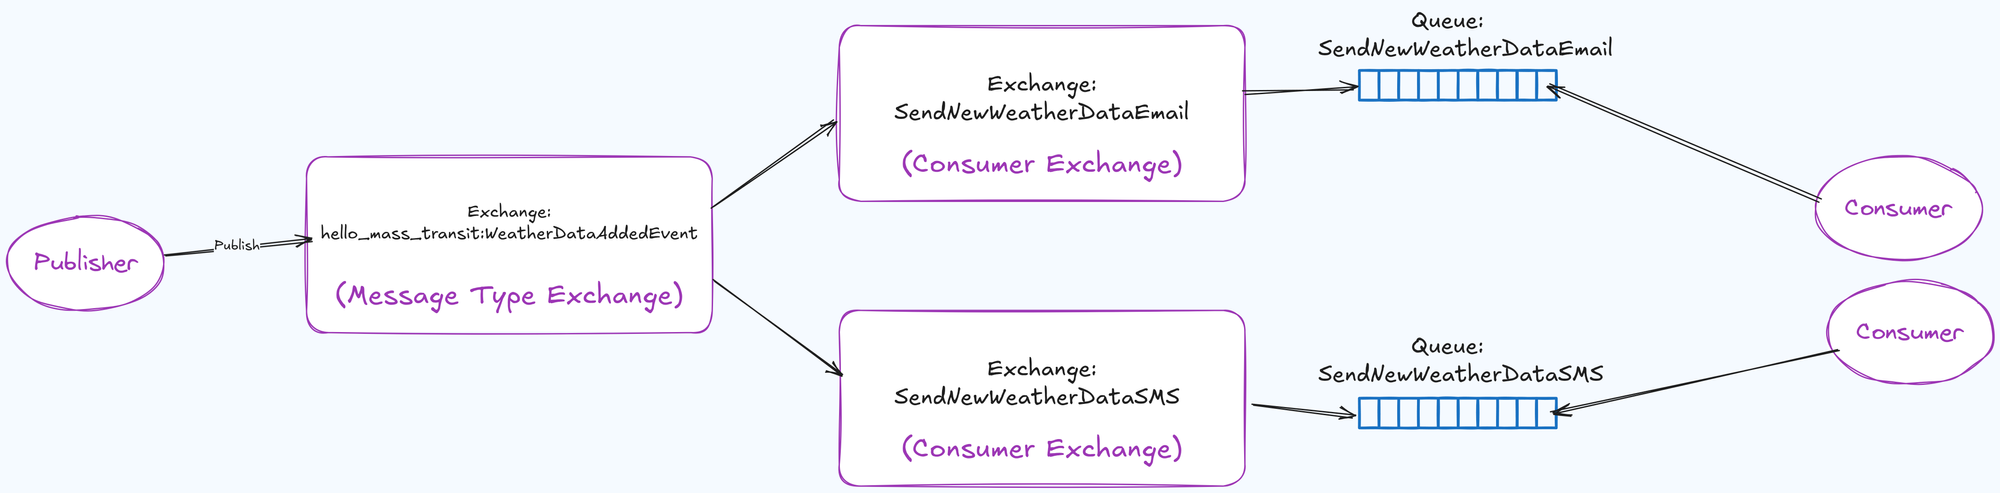 Publisher
Publish
Exchange:
hello_mass_transit:WeatherDataAddedEvent
(Message Type Exchange)
Exchange:
SendNewWeatherDataEmail
(Consumer Exchange)
Queue:
SendNewWeatherDataEmail
Consumer
Exchange:
SendNewWeatherDataSMS
(Consumer Exchange)
Queue:
SendNewWeatherDataSMS
Consumer